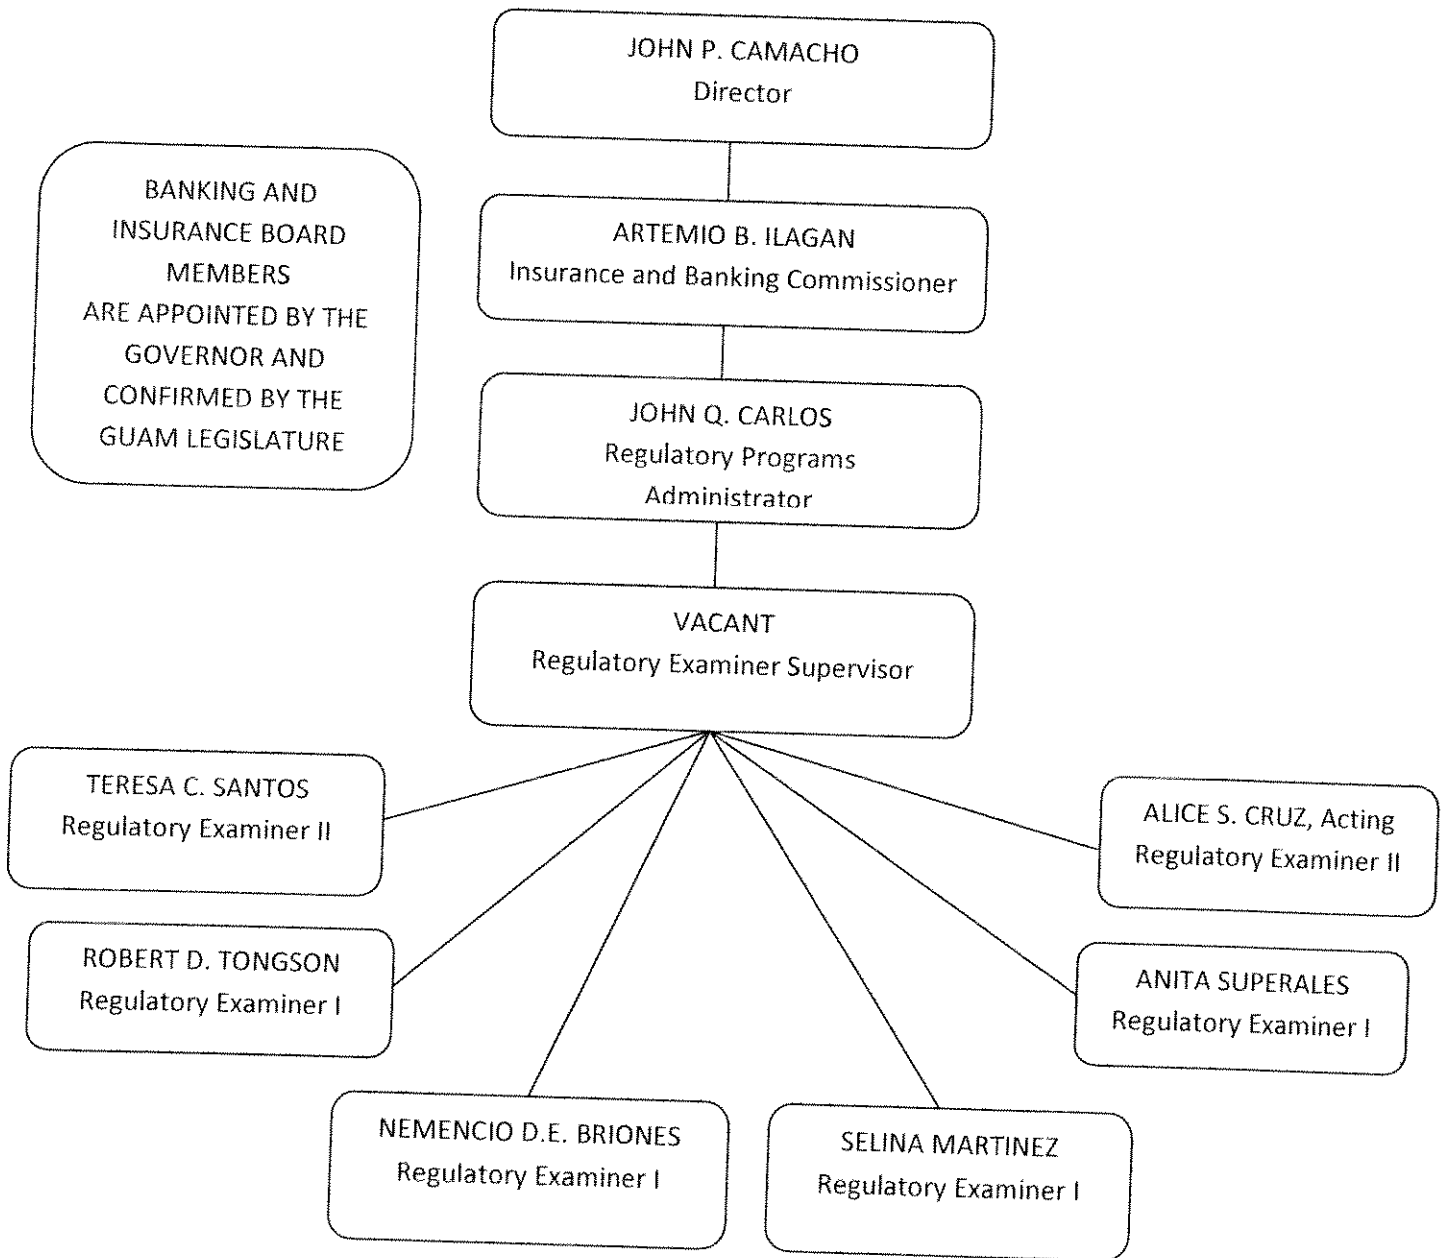 JOHN P. CAMACHO
Director
BANKING AND
INSURANCE BOARD
MEMBERS
ARE APPOINTED BY THE
GOVERNOR AND
CONFIRMED BY THE
GUAM LEGISLATURE
ARTEMIO B. ILAGAN
Insurance and Banking Commissioner
JOHN Q. CARLOS
Regulatory Programs
Administrator
VACANT
Regulatory Examiner Supervisor
TERESA C. SANTOS
Regulatory Examiner II
ALICE S. CRUZ, Acting
Regulatory Examiner II
ROBERT D. TONGSON
Regulatory Examiner I
ANITA SUPERALES
Regulatory Examiner I
NEMENCIO D.E. BRIONES
Regulatory Examiner I
SELINA MARTINEZ
Regulatory Examiner I